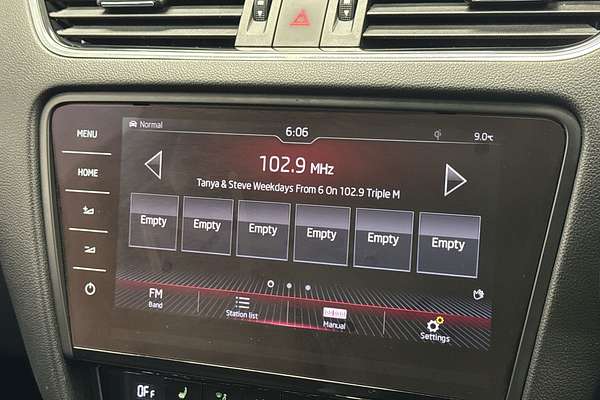 MENU
Normal
6:06
9.0℃
HOME
102.9 MHz
Tanya & Steve Weekdays From 6 On 102.9 Triple M
Empty
Empty
Empty
Empty
Empty
Empty
FM
Band
Station list
Manual
Settings
OFF